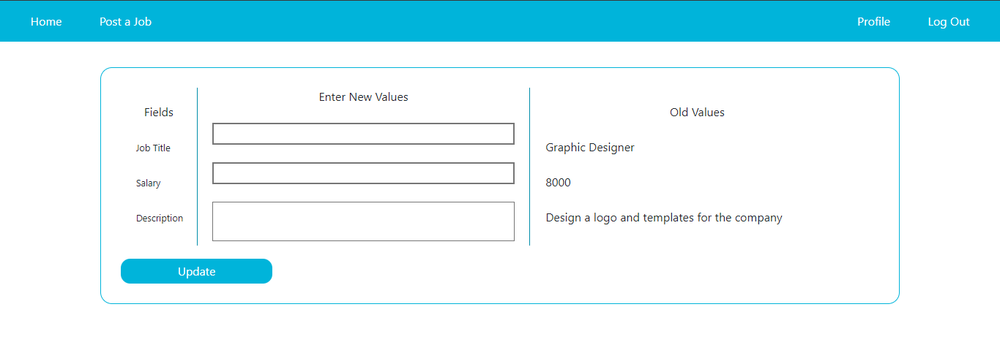 Home Post a Job Profile Log Out
Enter New Values
Fields Old Values
Job Title Graphic Designer
Salary 8000
Description Design a logo and templates for the company
Update